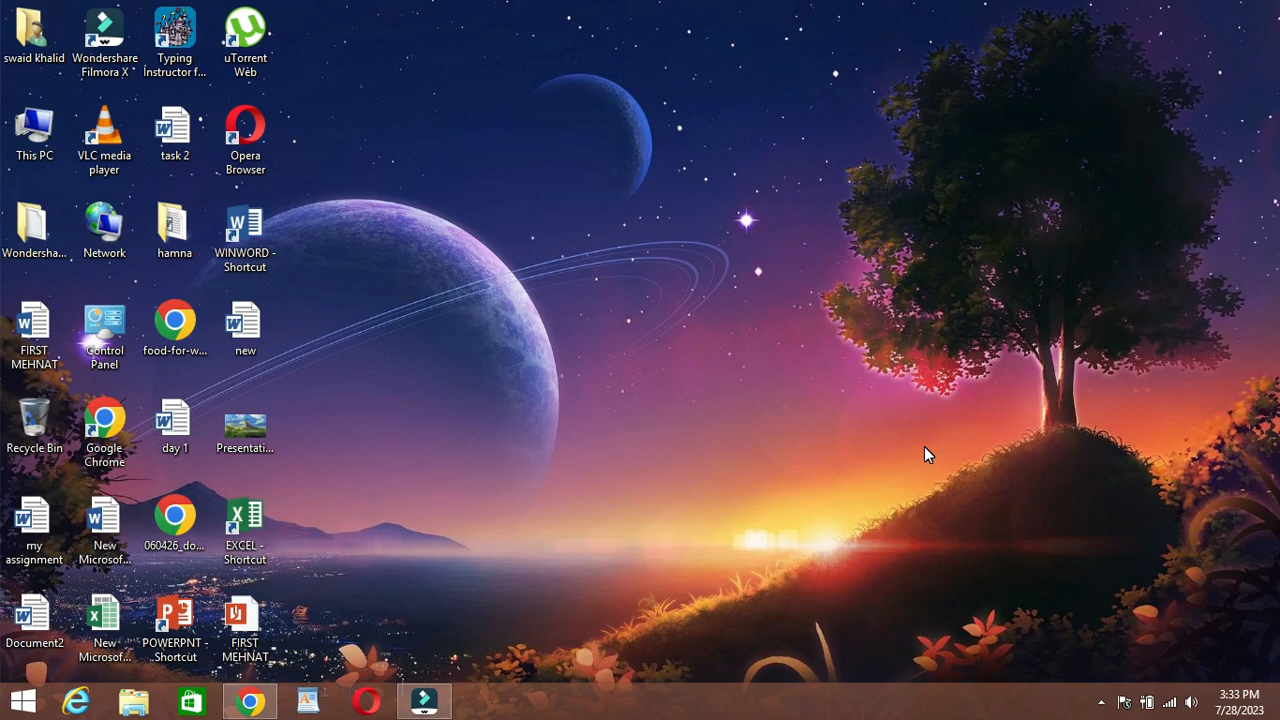 swaid khalid
Wondershare
Filmora X
Typing
Instructor f...
uTorrent
Web
This PC
VLC media
player
task 2
Opera
Browser
Wondersha...
Network
hamna
WINWORD -
Shortcut
FIRST
MEHNAT
Control
Panel
food-for-w...
new
Recycle Bin
Google
Chrome
day 1
Presentati...
my
assignment
New
Microsof...
060426_do...
EXCEL -
Shortcut
Document2
New
Microsof...
POWERPNT -
Shortcut
FIRST
MEHNAT
3:33 PM
7/28/2023